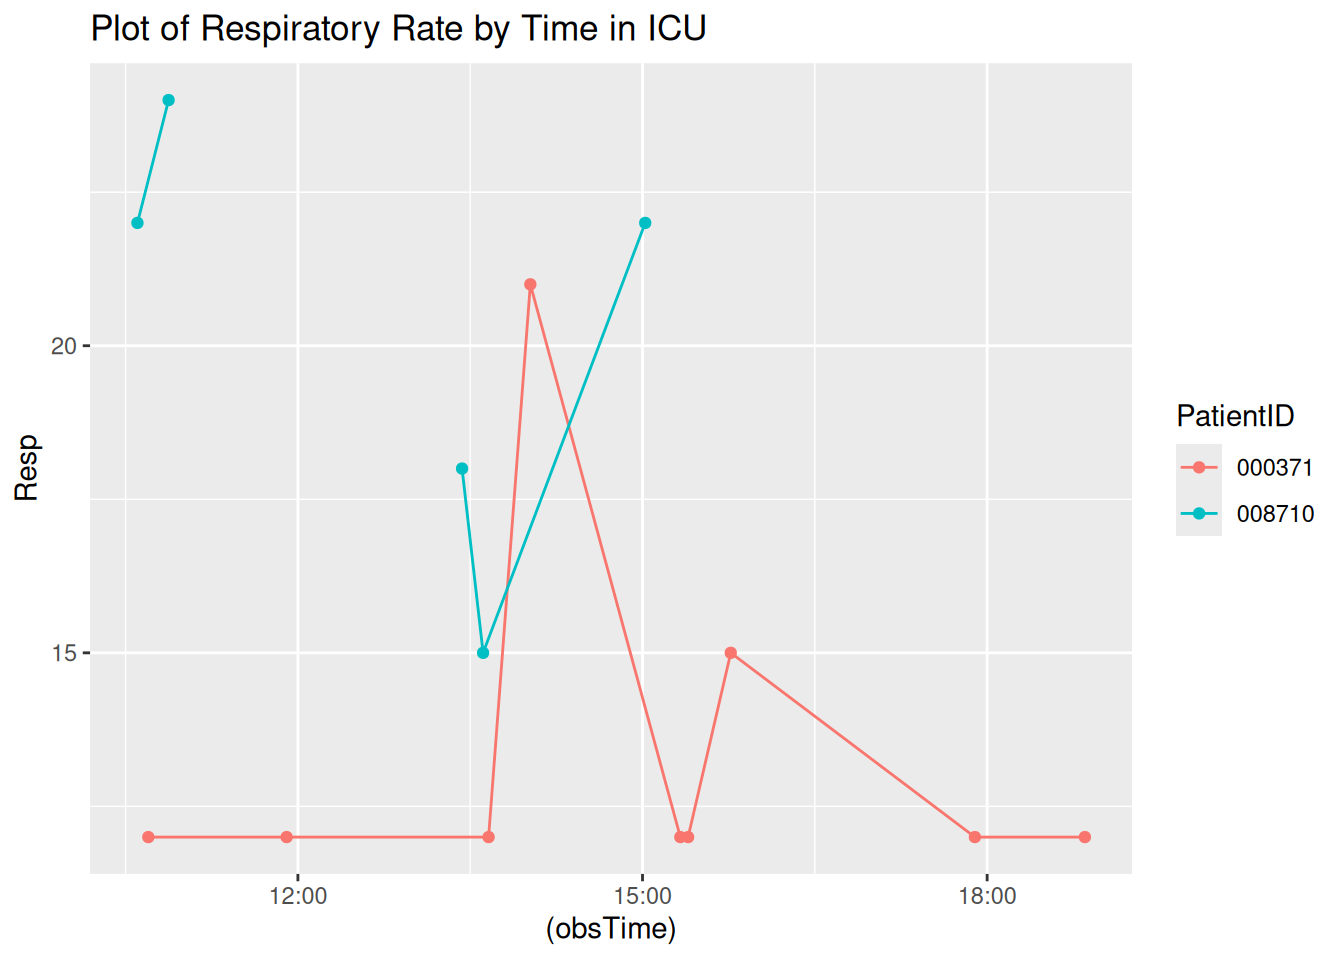 Plot of Respiratory Rate by Time in ICU
Resp
20
15
12:00
15:00
18:00
(obsTime)
PatientID
000371
008710